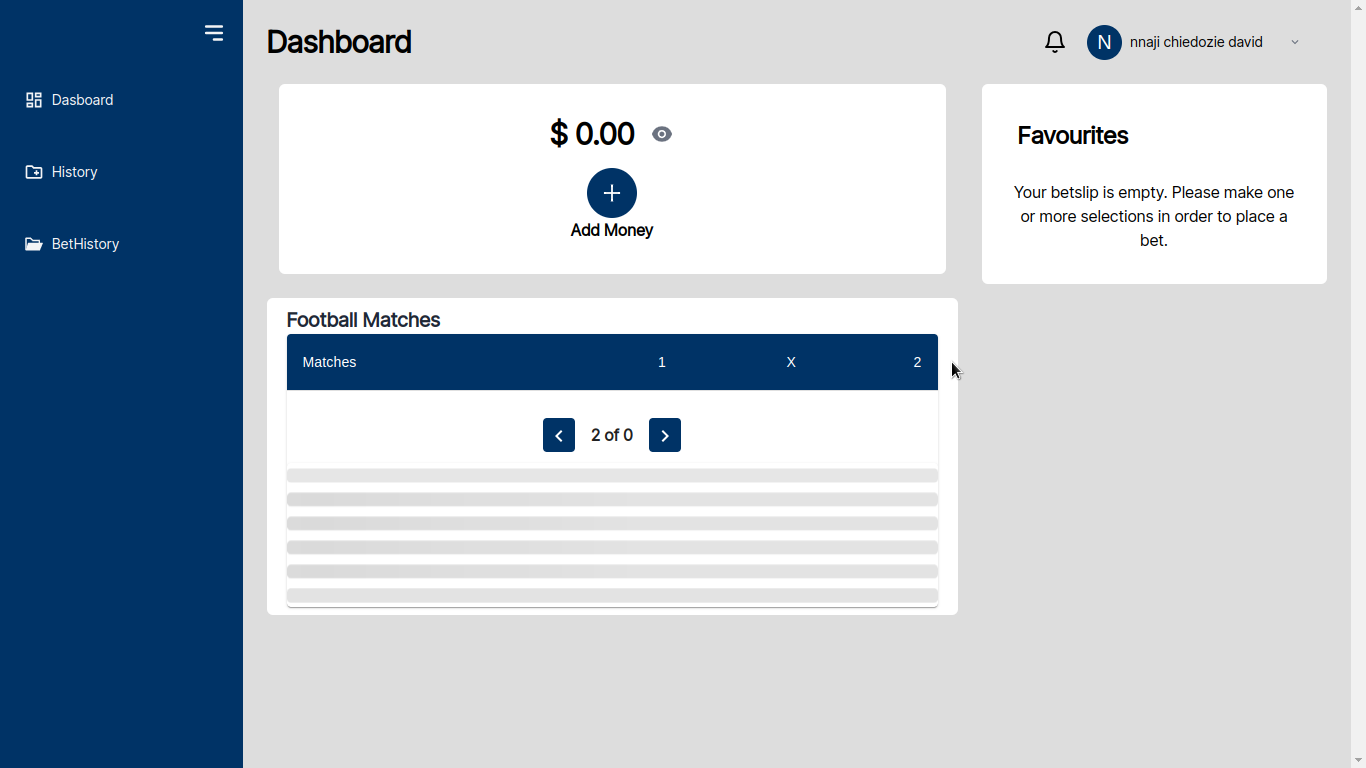 Dashboard
N
nnaji chiedozie david
Dasboard
History
BetHistory
$ 0.00
Add Money
Favourites
Your betslip is empty. Please make one
or more selections in order to place a
bet.
Football Matches
Matches 1 X 2
2 of 0